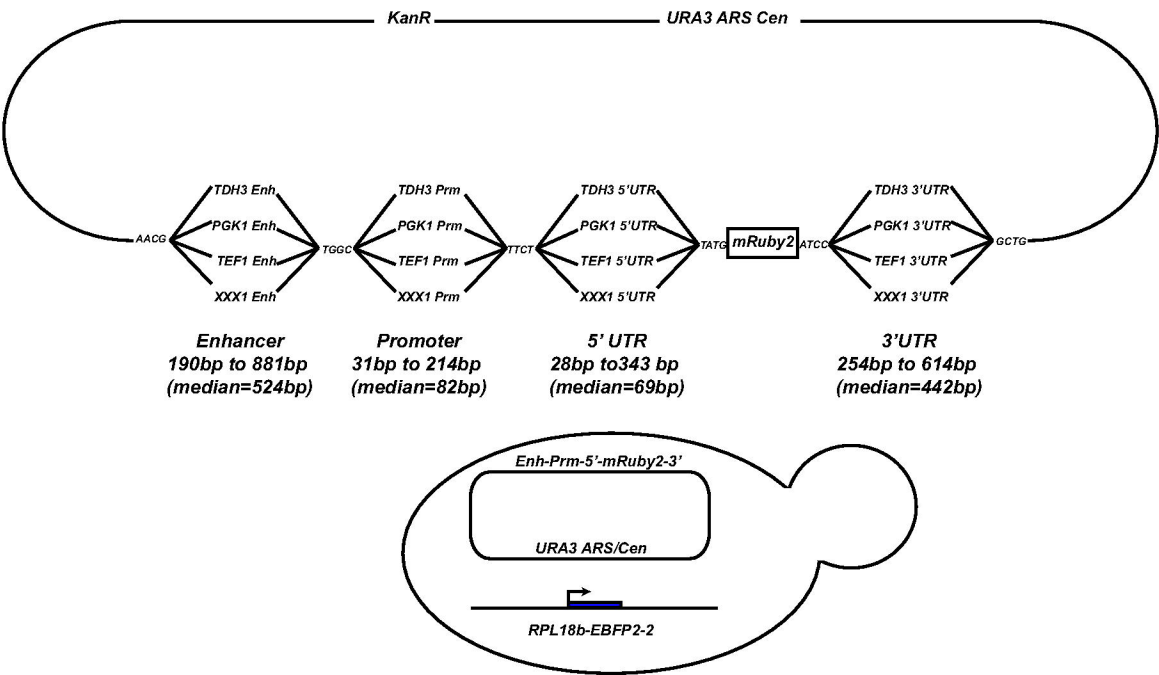 KanR
URA3 ARS Cen
TDH3 Enh
TDH3 Prm
TDH3 5'UTR
TDH3 3'UTR
PGK1 Enh
PGK1 Prm
PGK1 5'UTR
PGK1 3'UTR
AACG
TGGC
TTCT
TATG
mRuby2
ATCC
GCTG
TEF1 Enh
TEF1 Prm
TEF1 5'UTR
TEF1 3'UTR
XXX1 Enh
XXX1 Prm
XXX1 5'UTR
XXX1 3'UTR
Enhancer
190bp to 881bp
(median=524bp)
Promoter
31bp to 214bp
(median=82bp)
5' UTR
28bp to343 bp
(median=69bp)
3'UTR
254bp to 614bp
(median=442bp)
Enh-Prm-5'-mRuby2-3'
URA3 ARS/Cen
RPL18b-EBFP2-2